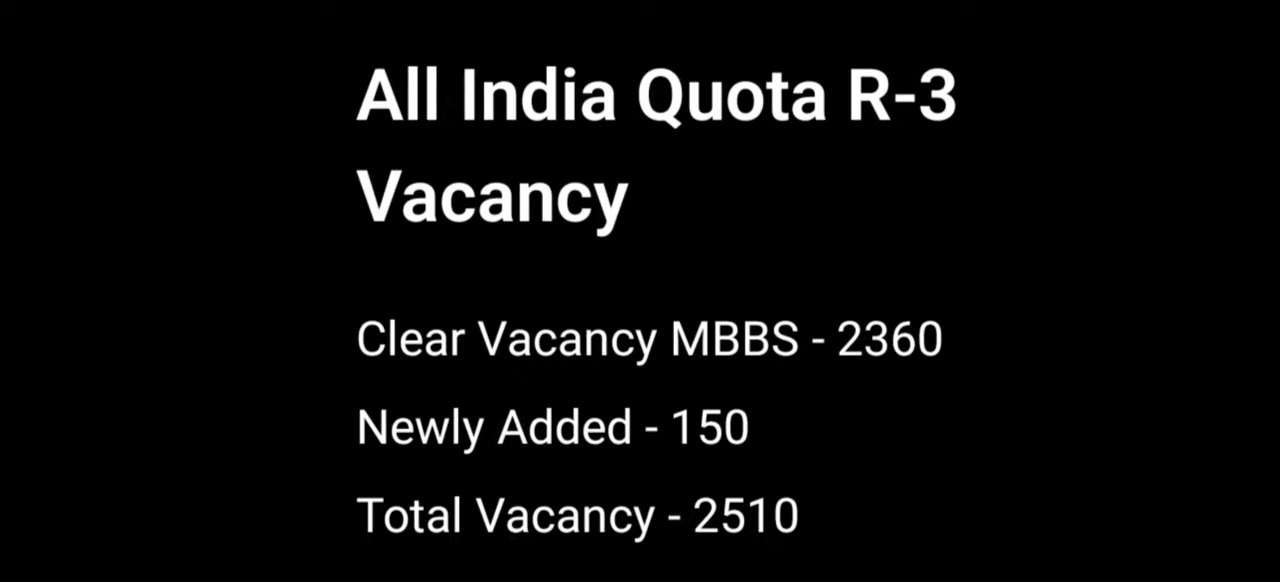 All India Quota R-3
Vacancy
Clear Vacancy MBBS - 2360
Newly Added - 150
Total Vacancy - 2510